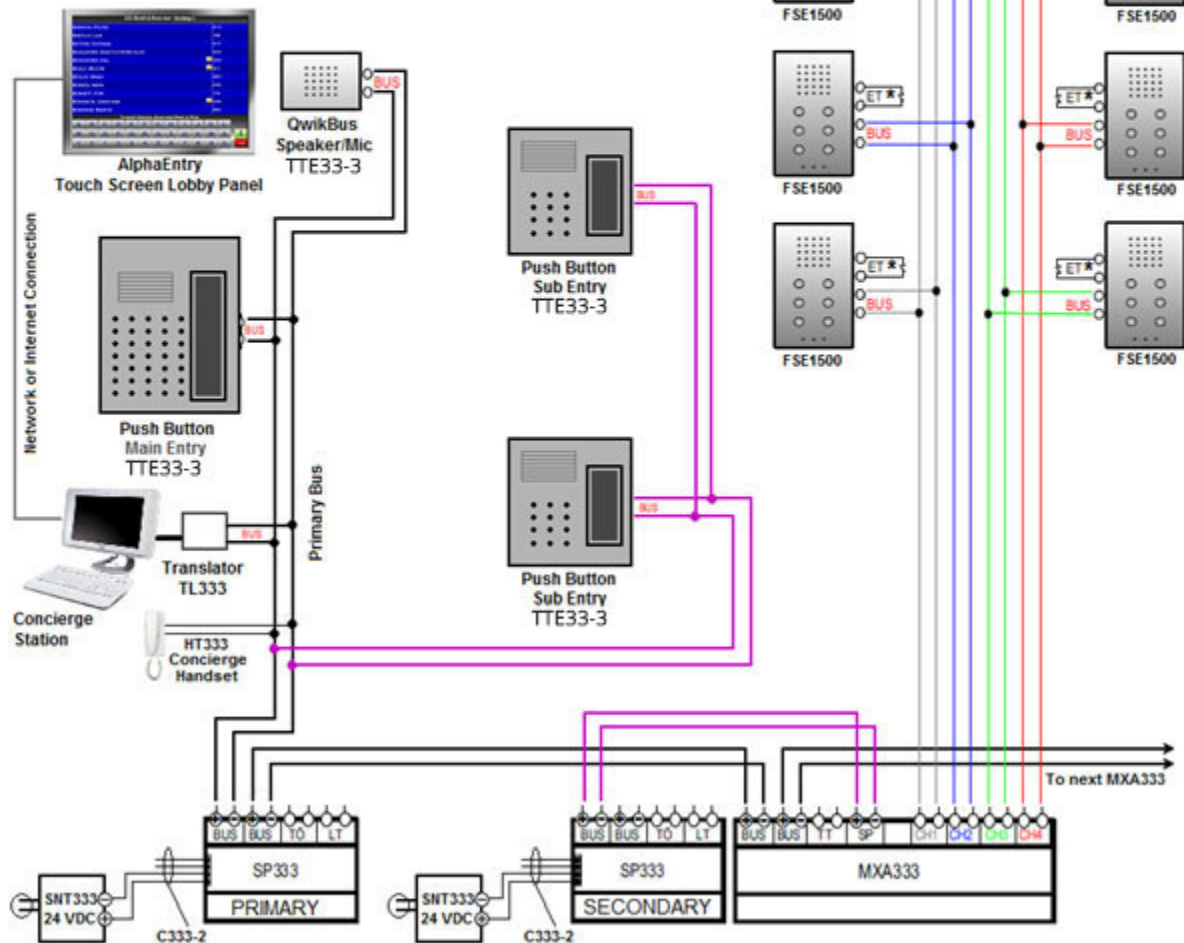 FSE1500
FSE1500
BUS
QwikBus
Speaker/Mic
TTE33-3
AlphaEntry
Touch Screen Lobby Panel
ET *
BUS
FSE1500
ET *
BUS
FSE1500
BUS
Push Button
Sub Entry
TTE33-3
ET *
BUS
FSE1500
ET *
BUS
FSE1500
Network or Internet Connection
BUS
Push Button
Main Entry
TTE33-3
Primary Bus
BUS
Push Button
Sub Entry
TTE33-3
BUS
Translator
TL333
Concierge
Station
HT333
Concierge
Handset
To next MXA333
BUS BUS TO LT
SP333
PRIMARY
SNT333
24 VDC
C333-2
BUS BUS TO LT
SP333
SECONDARY
SNT333
24 VDC
C333-2
BUS BUS TT SP CH1 CH2 CH3 CH4
MXA333